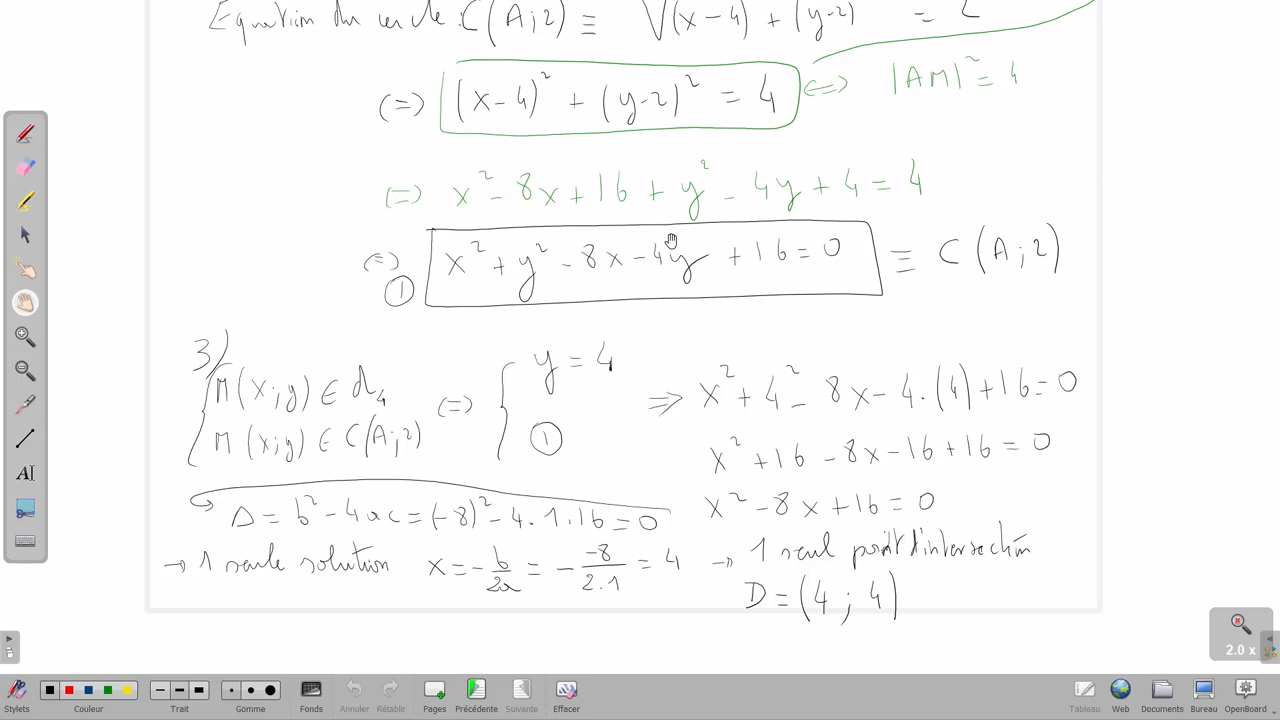 Equation du cercle : C(A;2) ≡ √(x-4) + (y-2) = 2
(=) (x-4)² + (y-2)² = 4 <=> |AM|² = 4
(=) x² - 8x + 16 + y² - 4y + 4 = 4
(=) ① x² + y² - 8x - 4y + 16 = 0 ≡ C(A;2)
3)
M(x;y) ∈ d₄ (=) y = 4 => x² + 4² - 8x - 4.(4) + 16 = 0
M(x;y) ∈ C(A;2) ①
x² + 16 - 8x - 16 + 16 = 0
x² - 8x + 16 = 0
Δ = b² - 4ac = (-8)² - 4.1.16 = 0
→ 1 seule solution x = -b/2a = - -8/2.1 = 4 → 1 seul point d'intersection
D = (4 ; 4)
2.0 x
Stylets Couleur Trait Gomme Fonds Annuler Rétablir Pages Précédente Suivante Effacer Tableau Web Documents Bureau OpenBoard